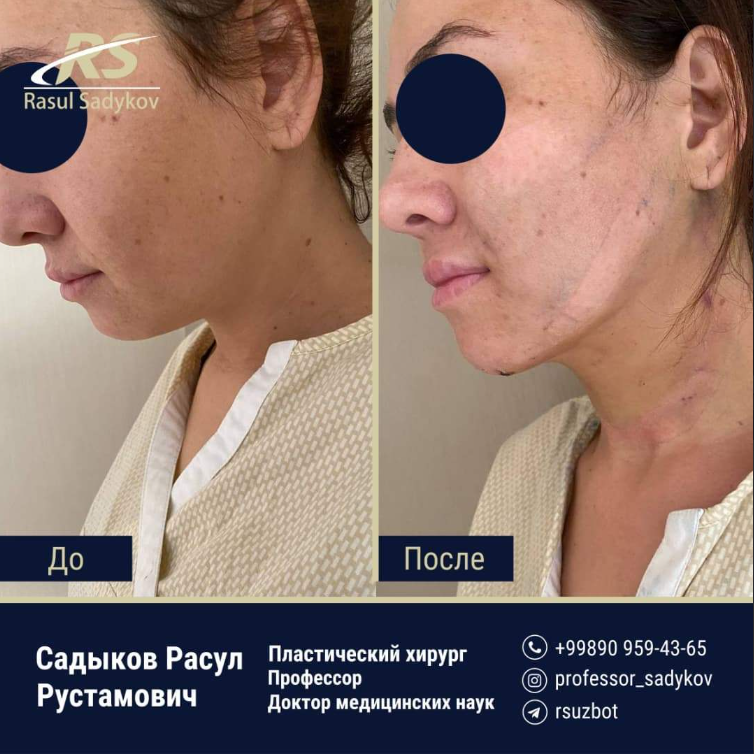 RS
Rasul Sadykov
До
После
Садыков Расул
Рустамович
Пластический хирург
Профессор
Доктор медицинских наук
+99890 959-43-65
professor_sadykov
rsuzbot